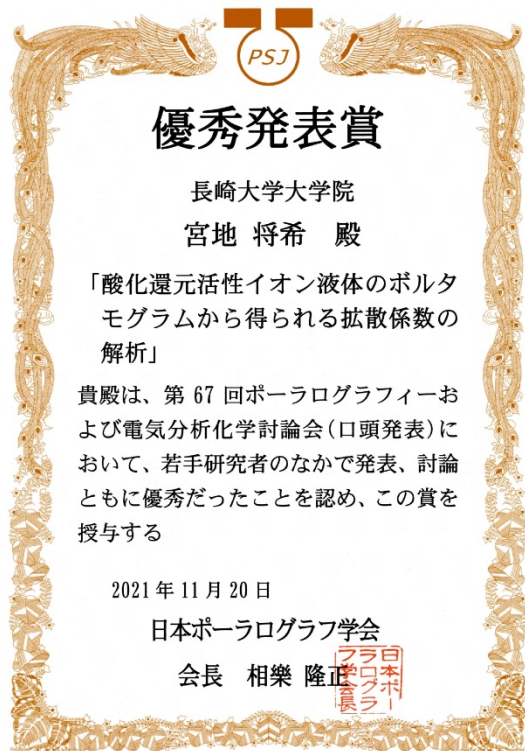 PSJ
優秀発表賞
長崎大学大学院
宮地 将希 殿
「酸化還元活性イオン液体のボルタ
モグラムから得られる拡散係数の
解析」
貴殿は、第 67 回ポーラログラフィーお
よび電気分析化学討論会(口頭発表)に
おいて、若手研究者のなかで発表、討論
ともに優秀だったことを認め、この賞を
授与する
2021 年 11 月 20 日
日本ポーラログラフ学会
会長 相樂 隆正
日本ポー
ラログラ
フ学会長